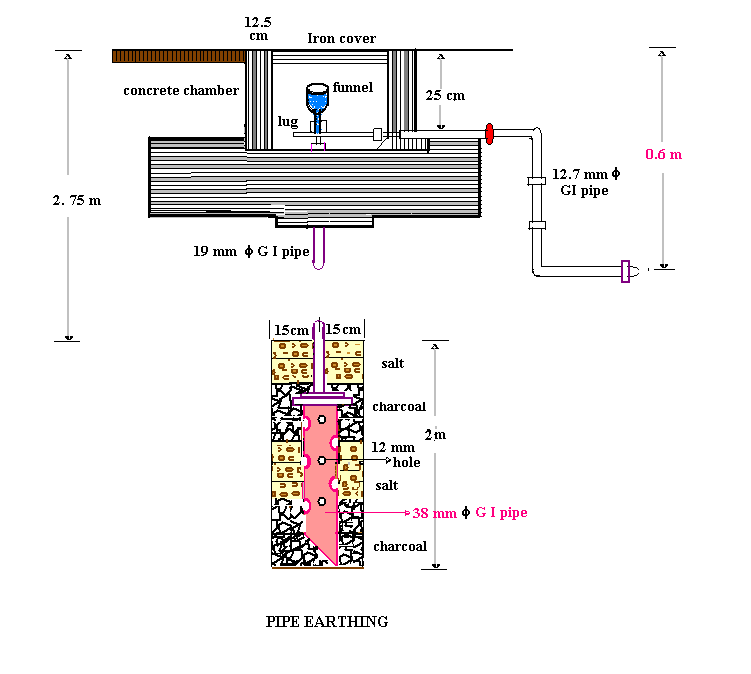 12.5
cm
Iron cover
concrete chamber
funnel
25 cm
lug
0.6 m
12.7 mm ϕ
GI pipe
2. 75 m
19 mm ϕ G I pipe
15cm
15cm
salt
charcoal
2m
12 mm
hole
salt
38 mm ϕ G I pipe
charcoal
PIPE EARTHING